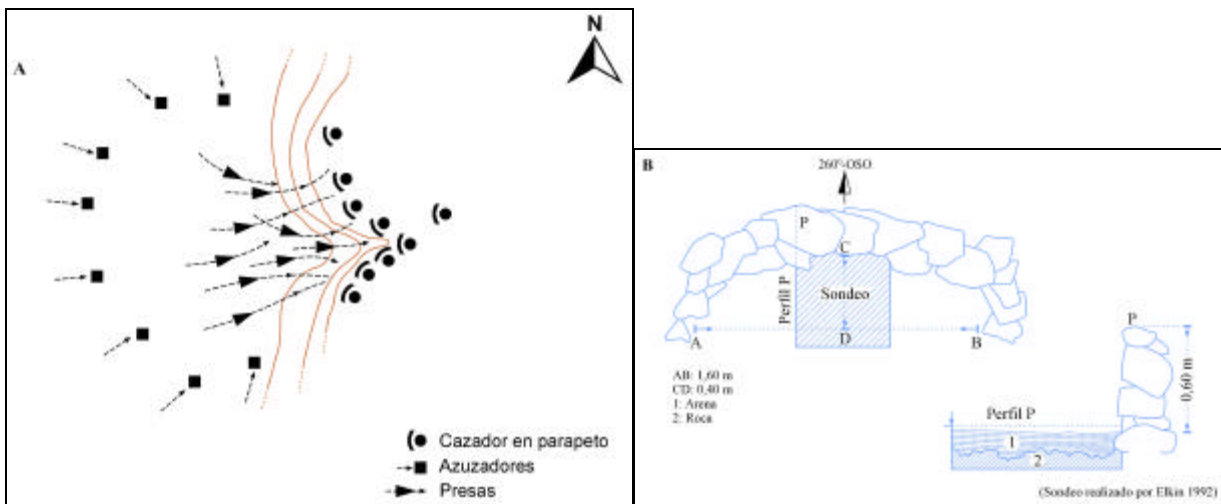 A
N
Cazador en parapeto
Azuzadores
Presas
B
260°-OSO
P
C
Perfil P
Sondeo
A
D
B
AB: 1,60 m
CD: 0,40 m
1: Arena
2: Roca
P
0,60 m
Perfil P
1
2
(Sondeo realizado por Elkin 1992)